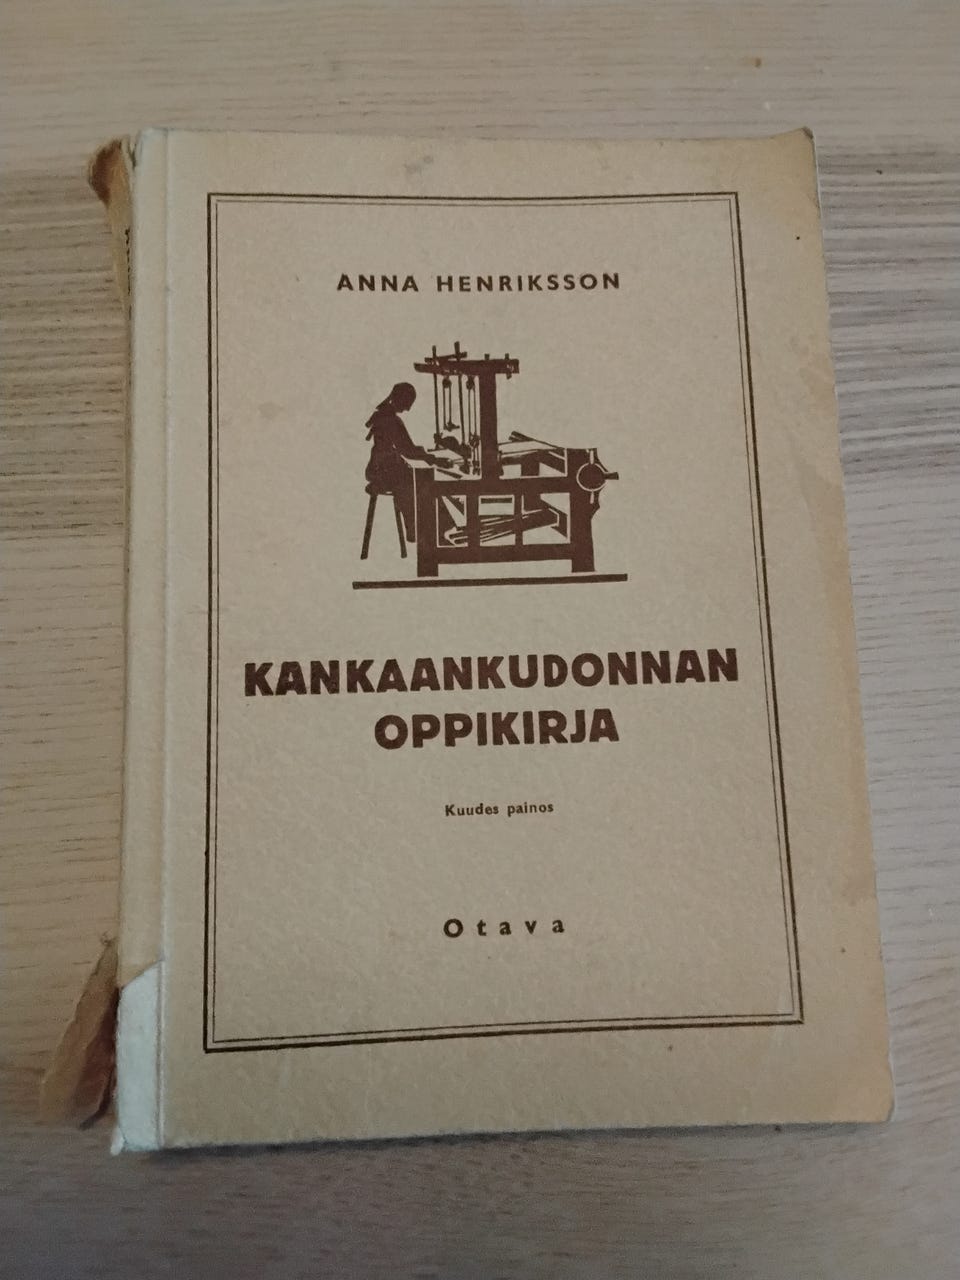 ANNA HENRIKSSON
KANKAANKUDONNAN
OPPIKIRJA
Kuudes painos
Otava